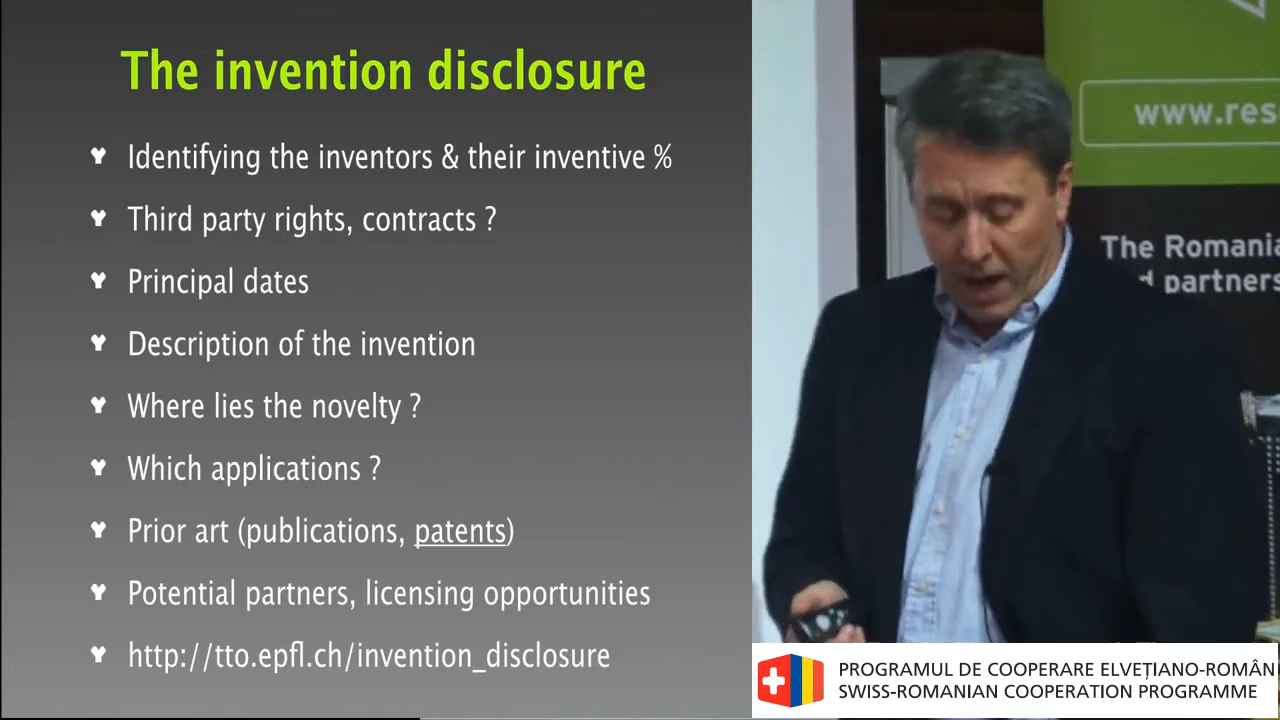 The invention disclosure
Identifying the inventors & their inventive %
Third party rights, contracts ?
Principal dates
Description of the invention
Where lies the novelty ?
Which applications ?
Prior art (publications, patents)
Potential partners, licensing opportunities
http://tto.epfl.ch/invention_disclosure
www.res
The Romania
d partners
PROGRAMUL DE COOPERARE ELVEȚIANO-ROMÂN
SWISS-ROMANIAN COOPERATION PROGRAMME